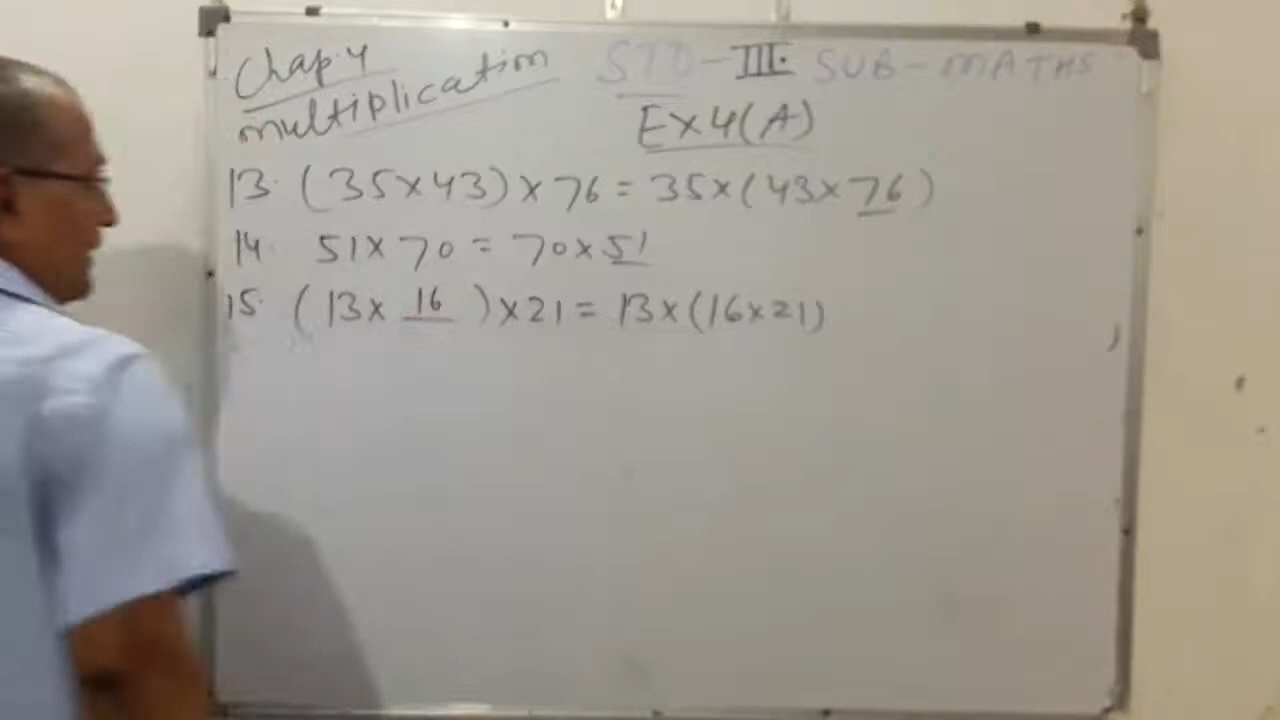 Chap. 4
multiplication
STD - III. SUB - MATHS
Ex 4(A)
13. (35×43)×76 = 35×(43×76)
14. 51×70 = 70×51
15. (13× 16 )×21 = 13×(16×21)